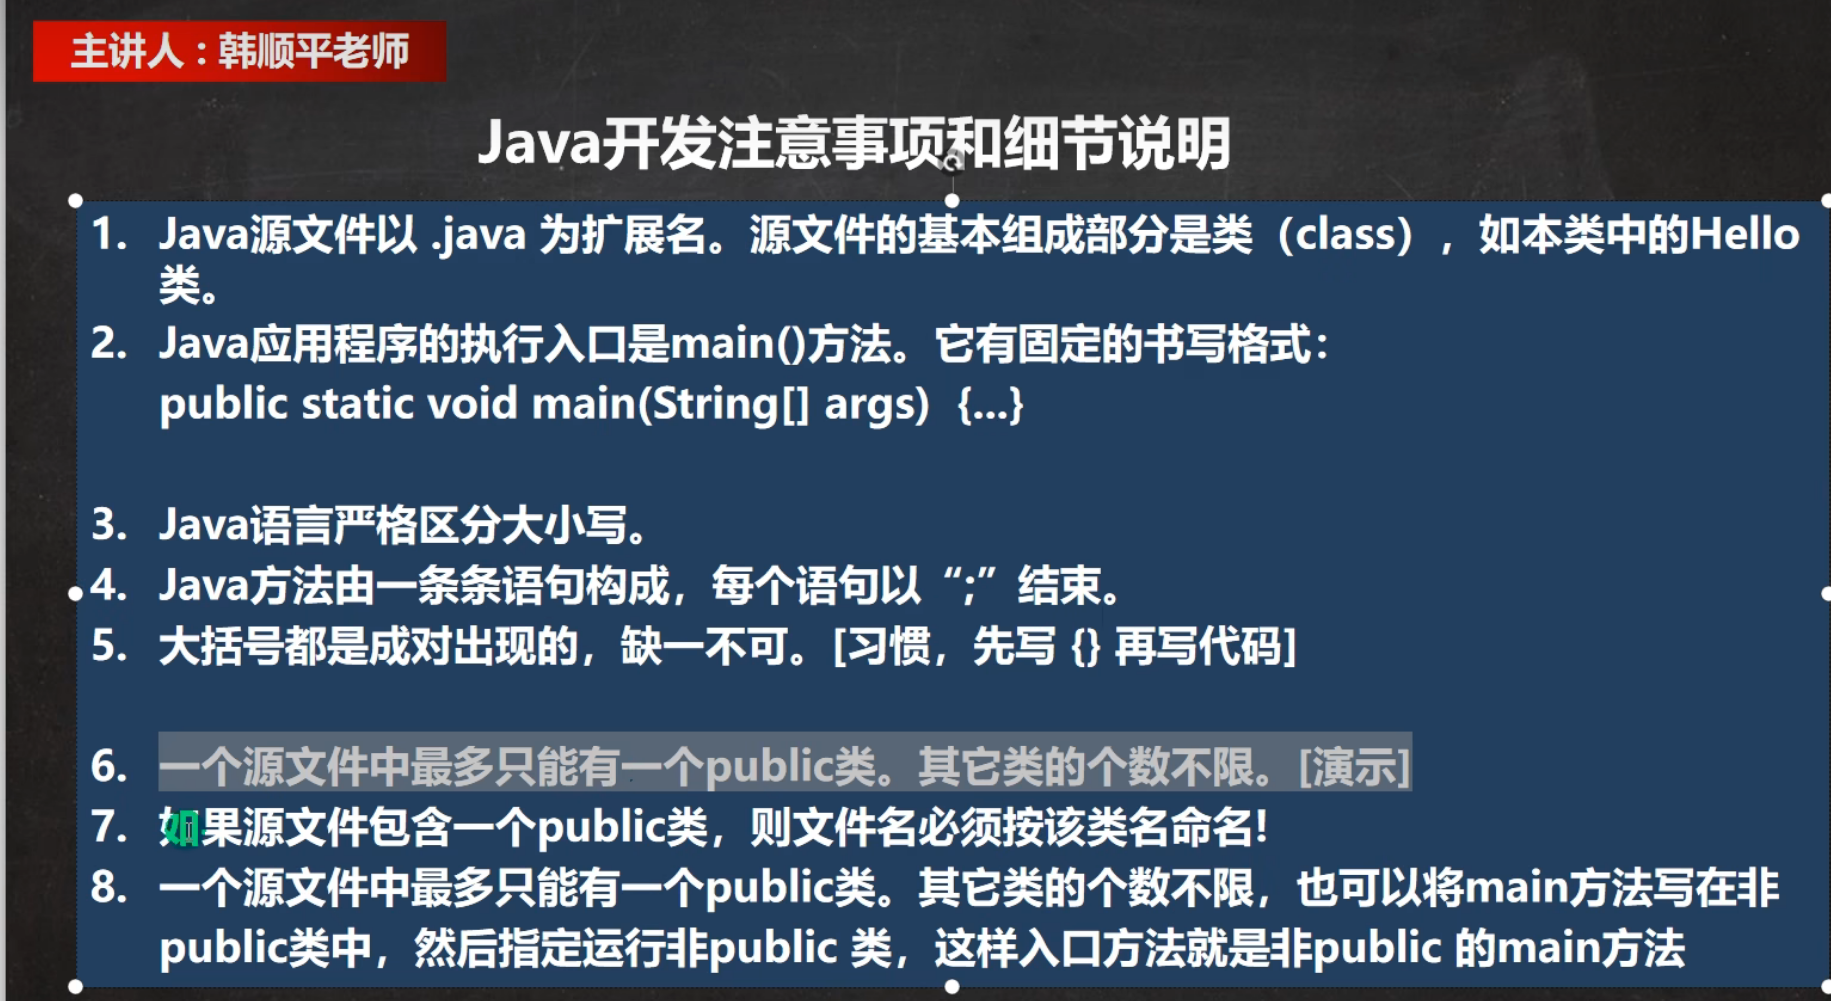 主讲人：韩顺平老师
Java开发注意事项和细节说明
1. Java源文件以 .java 为扩展名。源文件的基本组成部分是类（class），如本类中的Hello
类。
2. Java应用程序的执行入口是main()方法。它有固定的书写格式：
public static void main(String[] args) {...}
3. Java语言严格区分大小写。
4. Java方法由一条条语句构成，每个语句以“;”结束。
5. 大括号都是成对出现的，缺一不可。[习惯，先写 {} 再写代码]
6. 一个源文件中最多只能有一个public类。其它类的个数不限。[演示]
7. 如果源文件包含一个public类，则文件名必须按该类名命名!
8. 一个源文件中最多只能有一个public类。其它类的个数不限，也可以将main方法写在非
public类中，然后指定运行非public 类，这样入口方法就是非public 的main方法